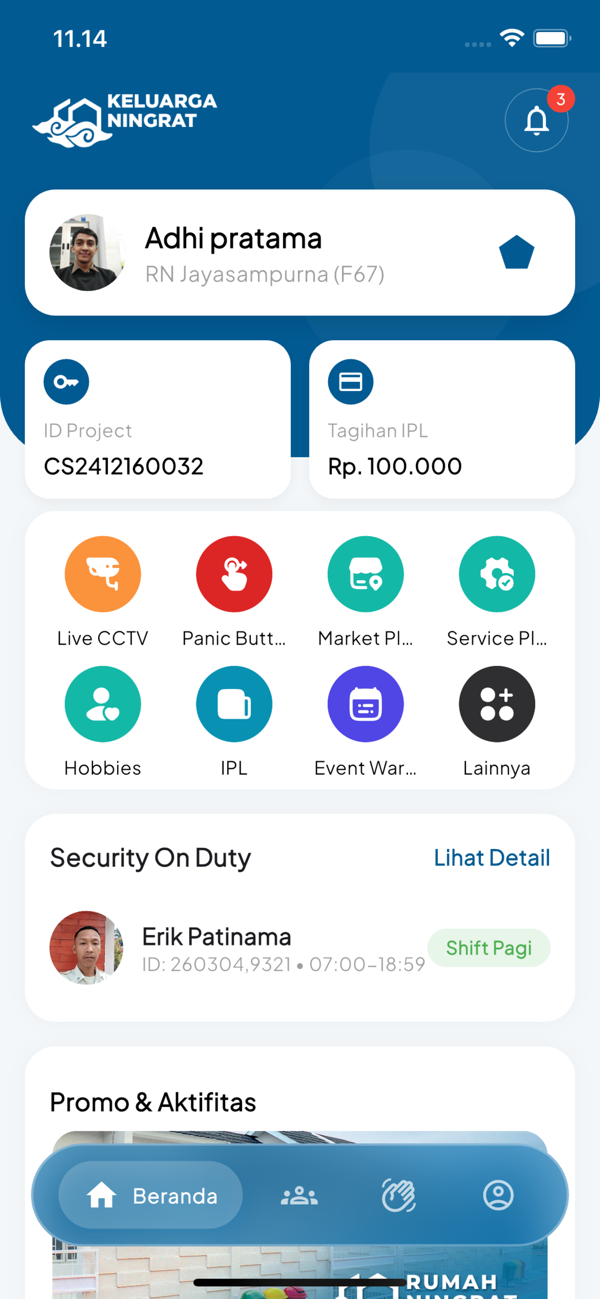 11.14
KELUARGA
NINGRAT
3
Adhi pratama
RN Jayasampurna (F67)
ID Project
CS2412160032
Tagihan IPL
Rp. 100.000
Live CCTV
Panic Butt...
Market Pl...
Service Pl...
Hobbies
IPL
Event War...
Lainnya
Security On Duty
Lihat Detail
Erik Patinama
ID: 260304,9321 • 07:00–18:59
Shift Pagi
Promo & Aktifitas
Beranda
RUMAH
NINGRAT